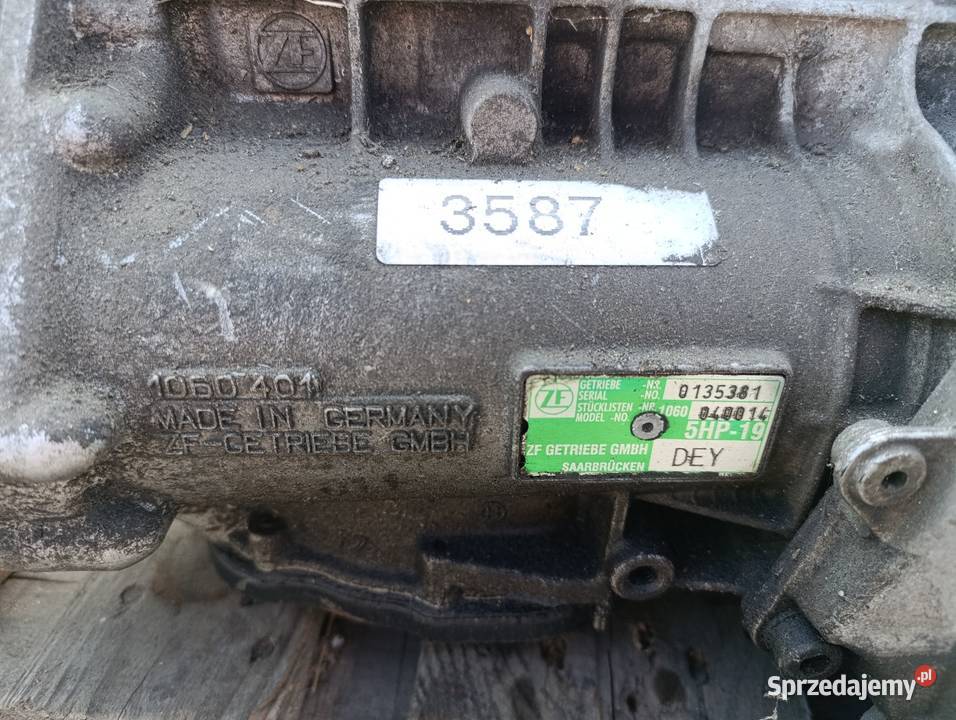 ZF
3587
1060 401
MADE IN GERMANY
ZF-GETRIEBE GMBH
ZF
GETRIEBE -NR.
SERIAL -NO. 0135381
STÜCKLISTEN -NR. 1060 040014
MODEL -NO.
5HP-19
ZF GETRIEBE GMBH
SAARBRÜCKEN
DEY
Sprzedajemy.pl